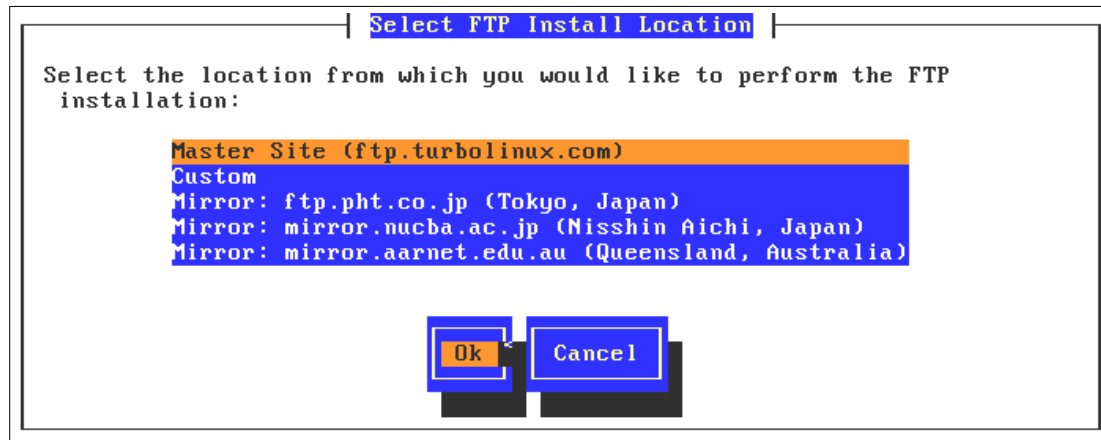 Select FTP Install Location
Select the location from which you would like to perform the FTP
installation:
Master Site (ftp.turbolinux.com)
Custom
Mirror: ftp.pht.co.jp (Tokyo, Japan)
Mirror: mirror.nucba.ac.jp (Nisshin Aichi, Japan)
Mirror: mirror.aarnet.edu.au (Queensland, Australia)
Ok
Cancel